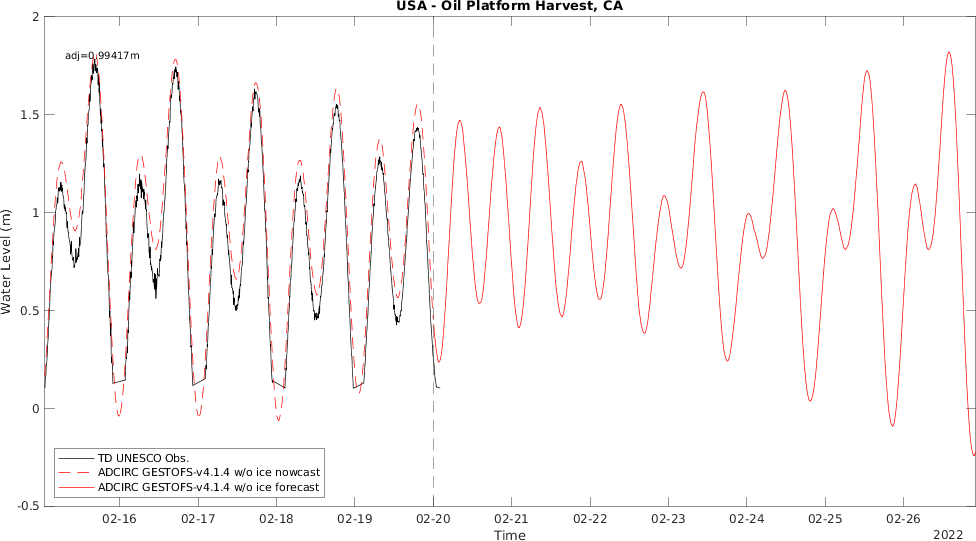 USA - Oil Platform Harvest, CA
adj=0.99417m
Water Level (m)
2
1.5
1
0.5
0
-0.5
TD UNESCO Obs.
ADCIRC GESTOFS-v4.1.4 w/o ice nowcast
ADCIRC GESTOFS-v4.1.4 w/o ice forecast
02-16 02-17 02-18 02-19 02-20 02-21 02-22 02-23 02-24 02-25 02-26
Time
2022